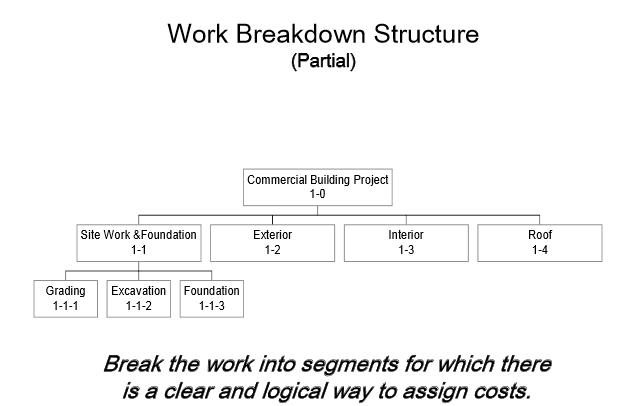 Work Breakdown Structure
(Partial)
Commercial Building Project
1-0
Site Work &Foundation
1-1
Exterior
1-2
Interior
1-3
Roof
1-4
Grading
1-1-1
Excavation
1-1-2
Foundation
1-1-3
Break the work into segments for which there
is a clear and logical way to assign costs.